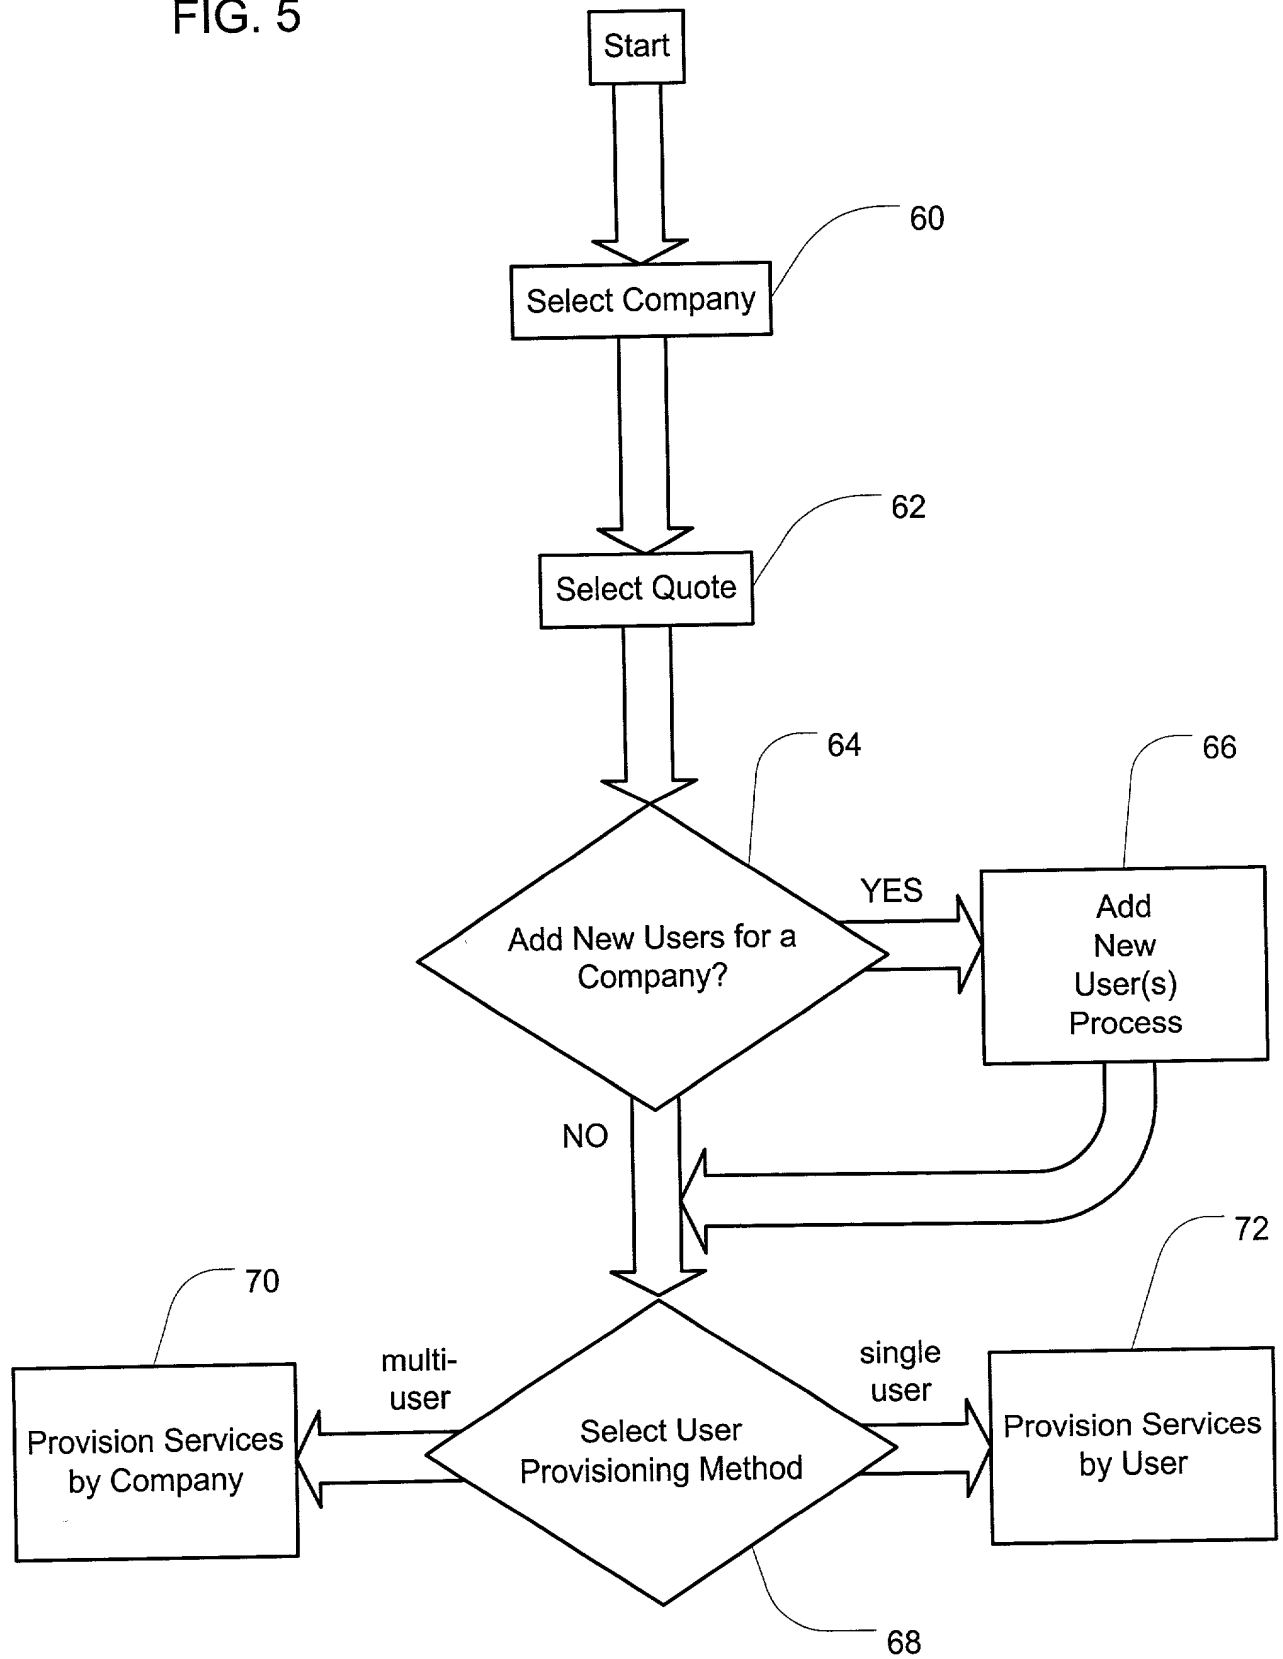 FIG. 5
Start
60
Select Company
62
Select Quote
64
66
YES
Add
New
User(s)
Process
Add New Users for a
Company?
NO
72
70
multi-
user
single
user
Provision Services
by Company
Select User
Provisioning Method
Provision Services
by User
68